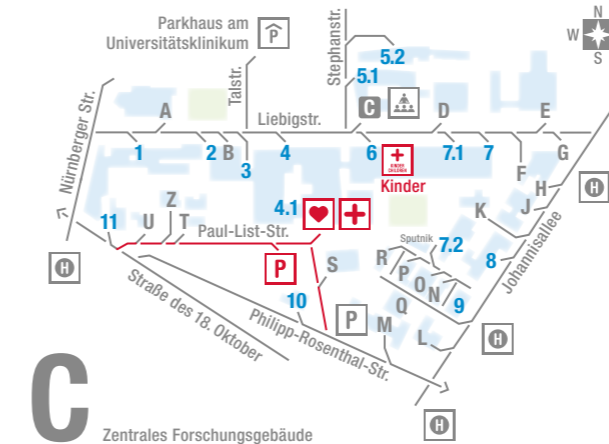 Parkhaus am
Universitätsklinikum
P
Stephanstr.
N
W
S
5.2
5.1
Talstr.
Nürnberger Str.
A
Liebigstr.
C
D
E
1
2
B
3
4
6
7.1
7
F
G
KINDER
CHILDREN
Kinder
H
J
H
K
4.1
Z
11
U
T
Paul-List-Str.
Sputnik
7.2
Johannisallee
H
P
S
R
P
O
N
8
9
Straße des 18. Oktober
10
P
Q
M
L
H
Philipp-Rosenthal-Str.
H
C
Zentrales Forschungsgebäude